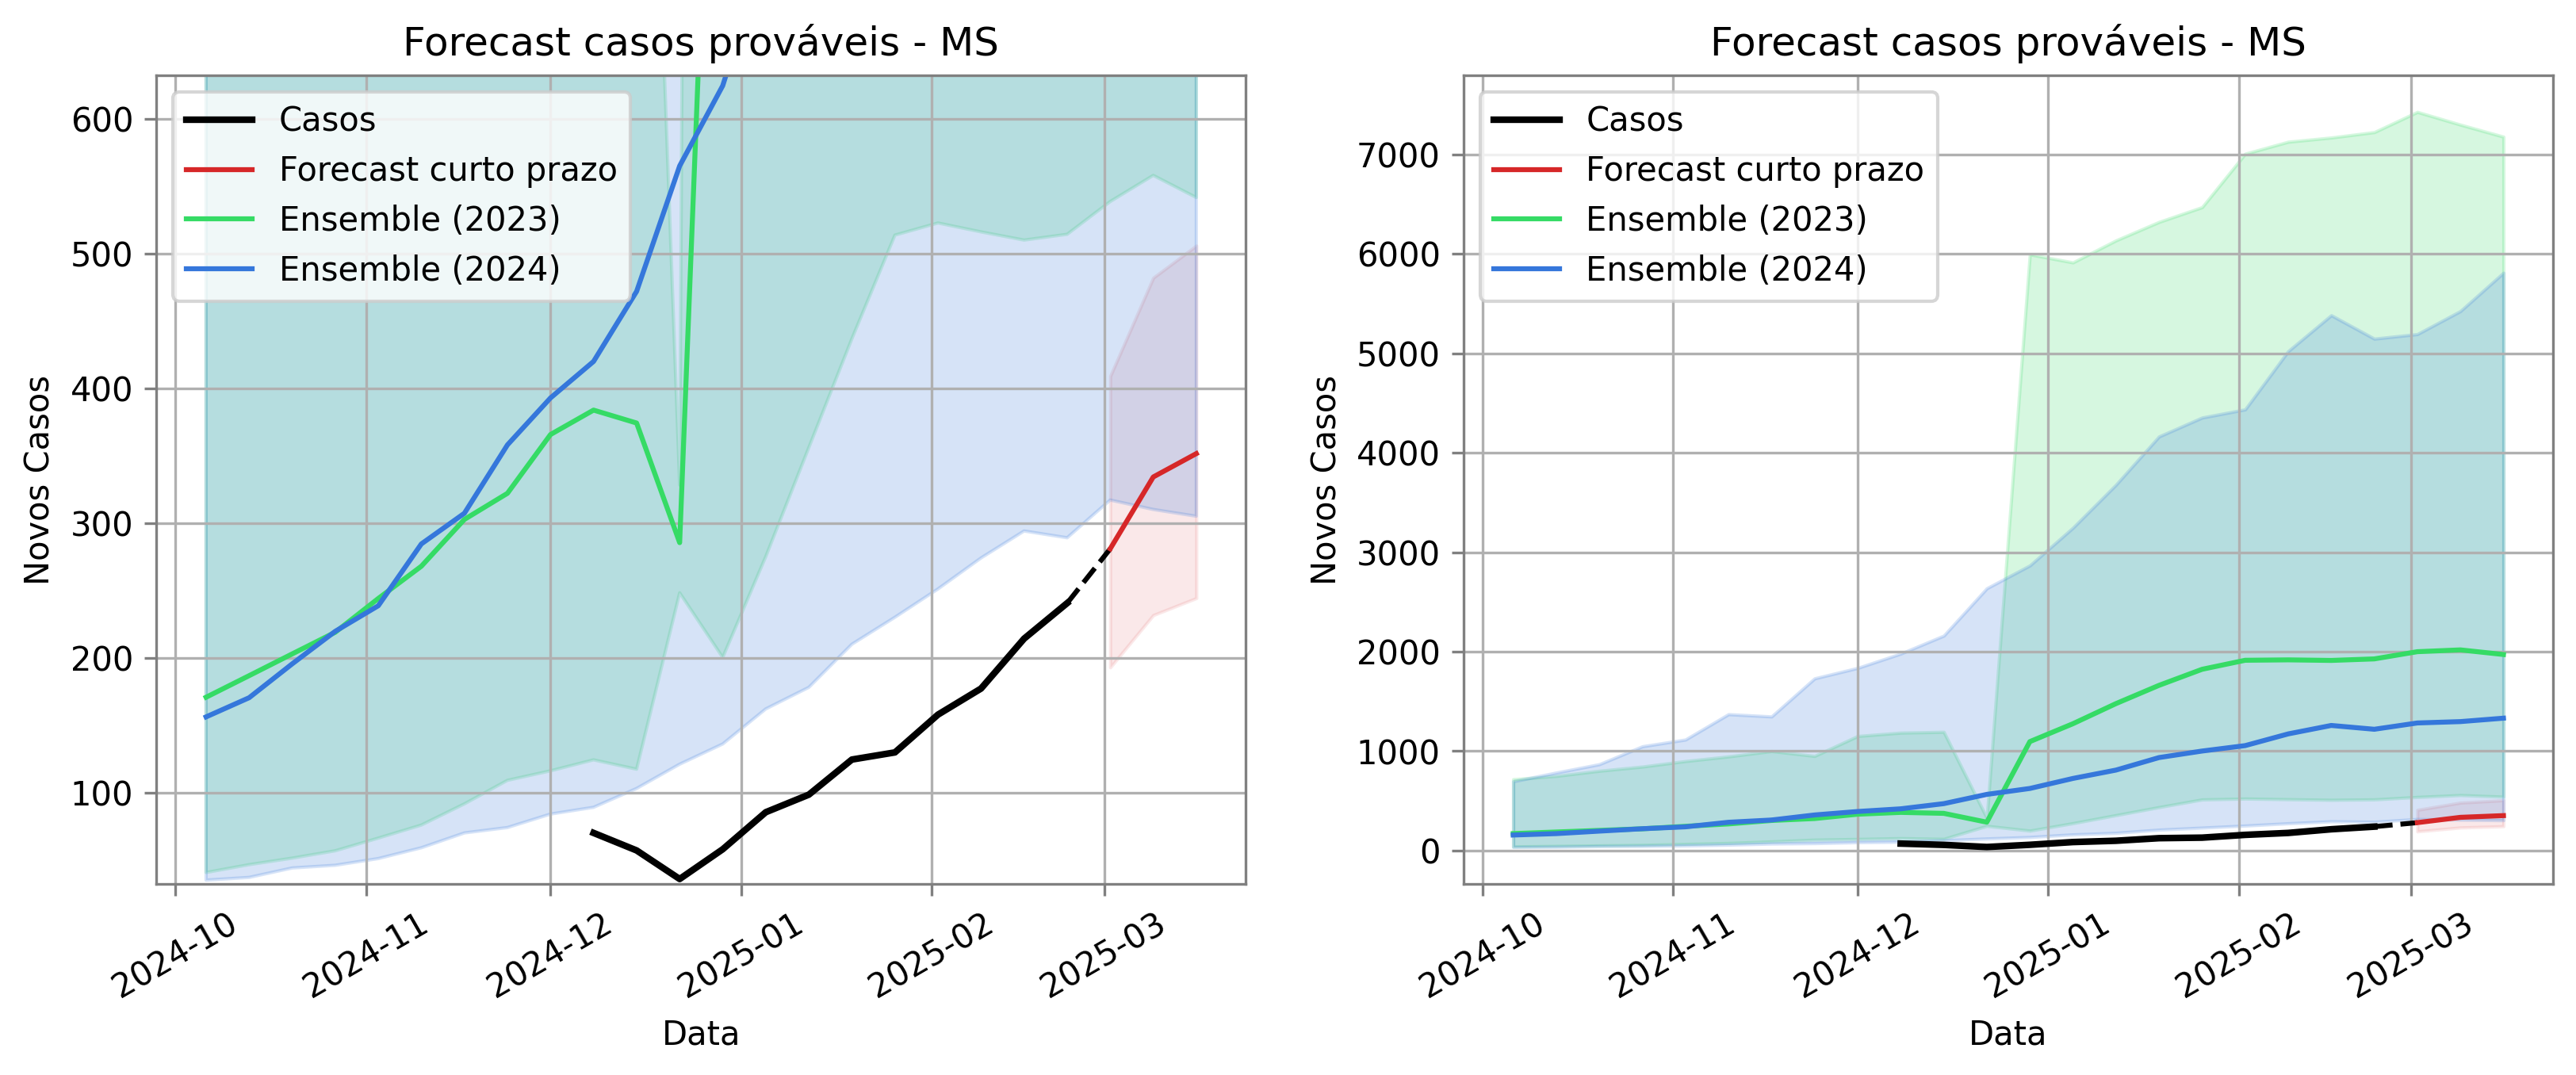 Forecast casos prováveis - MS
Novos Casos
600
500
400
300
200
100
Casos
Forecast curto prazo
Ensemble (2023)
Ensemble (2024)
2024-10
2024-11
2024-12
2025-01
2025-02
2025-03
Data
Forecast casos prováveis - MS
Novos Casos
7000
6000
5000
4000
3000
2000
1000
0
Casos
Forecast curto prazo
Ensemble (2023)
Ensemble (2024)
2024-10
2024-11
2024-12
2025-01
2025-02
2025-03
Data